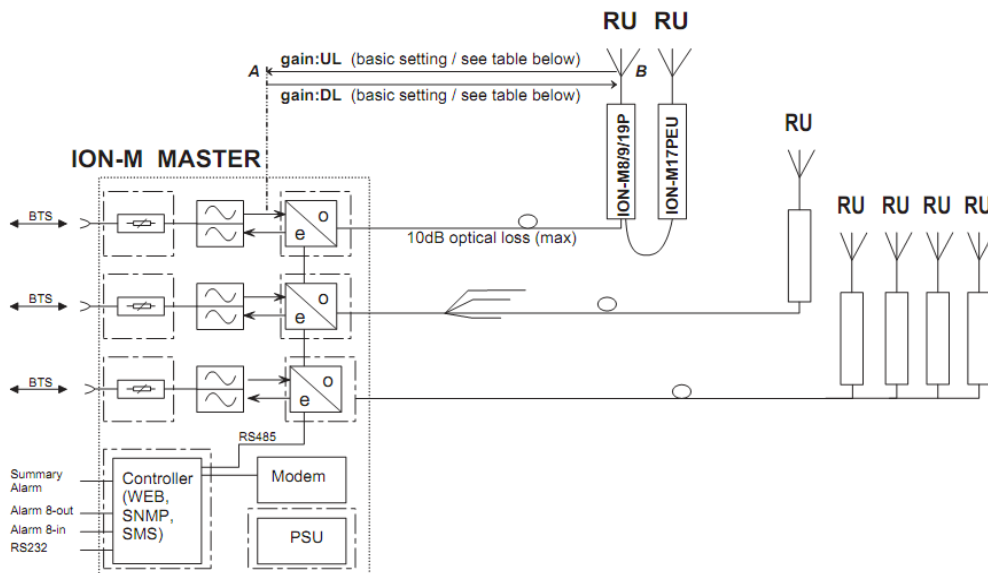 RU RU
gain:UL (basic setting / see table below)
A
B
gain:DL (basic setting / see table below)
RU
ION-M8/9/19P
ION-M17PEU
ION-M MASTER
RU RU RU RU
BTS
o
e
10dB optical loss (max)
BTS
o
e
BTS
o
e
RS485
Summary
Alarm
Alarm 8-out
Alarm 8-in
RS232
Controller
(WEB,
SNMP,
SMS)
Modem
PSU